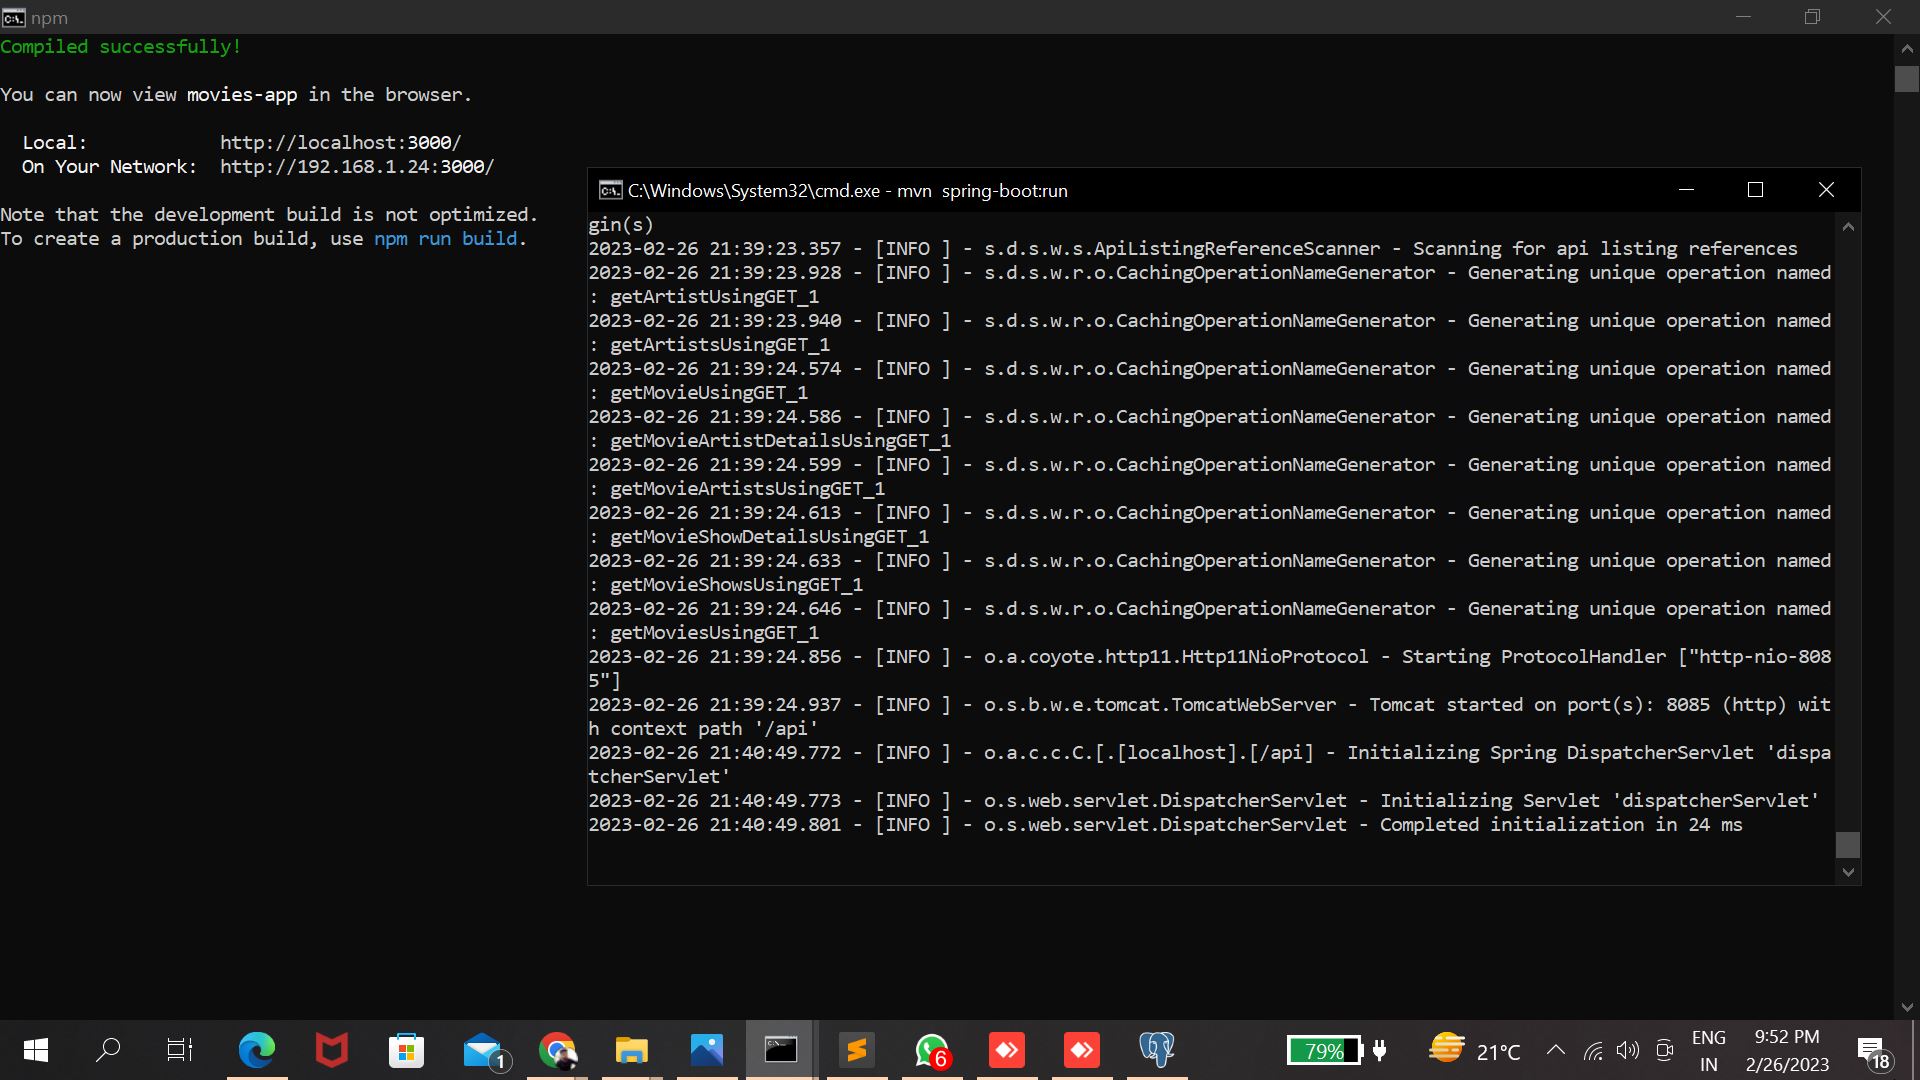 npm
Compiled successfully!
You can now view movies-app in the browser.
Local: http://localhost:3000/
On Your Network: http://192.168.1.24:3000/
Note that the development build is not optimized.
To create a production build, use npm run build.
C:\Windows\System32\cmd.exe - mvn  spring-boot:run
gin(s)
2023-02-26 21:39:23.357 - [INFO ] - s.d.s.w.s.ApiListingReferenceScanner - Scanning for api listing references
2023-02-26 21:39:23.928 - [INFO ] - s.d.s.w.r.o.CachingOperationNameGenerator - Generating unique operation named
: getArtistUsingGET_1
2023-02-26 21:39:23.940 - [INFO ] - s.d.s.w.r.o.CachingOperationNameGenerator - Generating unique operation named
: getArtistsUsingGET_1
2023-02-26 21:39:24.574 - [INFO ] - s.d.s.w.r.o.CachingOperationNameGenerator - Generating unique operation named
: getMovieUsingGET_1
2023-02-26 21:39:24.586 - [INFO ] - s.d.s.w.r.o.CachingOperationNameGenerator - Generating unique operation named
: getMovieArtistDetailsUsingGET_1
2023-02-26 21:39:24.599 - [INFO ] - s.d.s.w.r.o.CachingOperationNameGenerator - Generating unique operation named
: getMovieArtistsUsingGET_1
2023-02-26 21:39:24.613 - [INFO ] - s.d.s.w.r.o.CachingOperationNameGenerator - Generating unique operation named
: getMovieShowDetailsUsingGET_1
2023-02-26 21:39:24.633 - [INFO ] - s.d.s.w.r.o.CachingOperationNameGenerator - Generating unique operation named
: getMovieShowsUsingGET_1
2023-02-26 21:39:24.646 - [INFO ] - s.d.s.w.r.o.CachingOperationNameGenerator - Generating unique operation named
: getMoviesUsingGET_1
2023-02-26 21:39:24.856 - [INFO ] - o.a.coyote.http11.Http11NioProtocol - Starting ProtocolHandler ["http-nio-808
5"]
2023-02-26 21:39:24.937 - [INFO ] - o.s.b.w.e.tomcat.TomcatWebServer - Tomcat started on port(s): 8085 (http) wit
h context path '/api'
2023-02-26 21:40:49.772 - [INFO ] - o.a.c.c.C.[.[localhost].[/api] - Initializing Spring DispatcherServlet 'dispa
tcherServlet'
2023-02-26 21:40:49.773 - [INFO ] - o.s.web.servlet.DispatcherServlet - Initializing Servlet 'dispatcherServlet'
2023-02-26 21:40:49.801 - [INFO ] - o.s.web.servlet.DispatcherServlet - Completed initialization in 24 ms
1
6
79%
21°C
ENG
IN
9:52 PM
2/26/2023
18